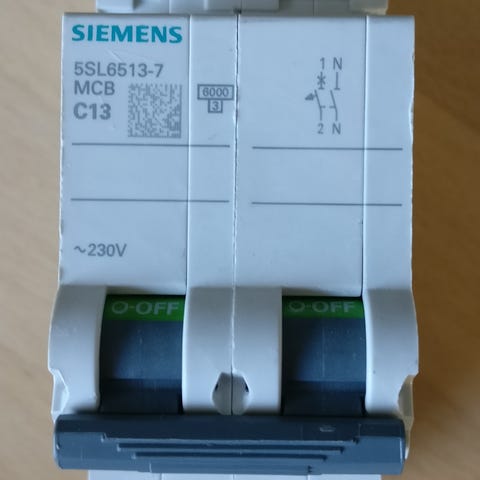 SIEMENS
5SL6513-7
MCB
C13
6000
3
1 N
2 N
~230V
O-OFF
O-OFF